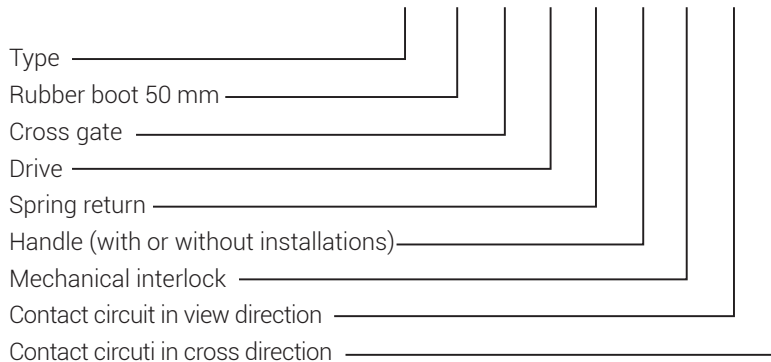 Type
Rubber boot 50 mm
Cross gate
Drive
Spring return
Handle (with or without installations)
Mechanical interlock
Contact circuit in view direction
Contact circuti in cross direction